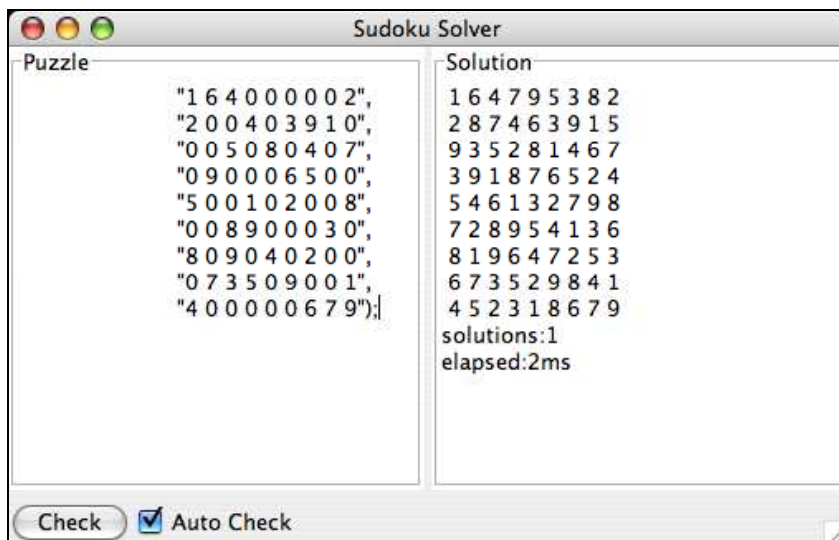 Sudoku Solver
Puzzle
"1 6 4 0 0 0 0 0 2",
"2 0 0 4 0 3 9 1 0",
"0 0 5 0 8 0 4 0 7",
"0 9 0 0 0 6 5 0 0",
"5 0 0 1 0 2 0 0 8",
"0 0 8 9 0 0 0 3 0",
"8 0 9 0 4 0 2 0 0",
"0 7 3 5 0 9 0 0 1",
"4 0 0 0 0 0 6 7 9");
Solution
1 6 4 7 9 5 3 8 2
2 8 7 4 6 3 9 1 5
9 3 5 2 8 1 4 6 7
3 9 1 8 7 6 5 2 4
5 4 6 1 3 2 7 9 8
7 2 8 9 5 4 1 3 6
8 1 9 6 4 7 2 5 3
6 7 3 5 2 9 8 4 1
4 5 2 3 1 8 6 7 9
solutions:1
elapsed:2ms
Check
Auto Check